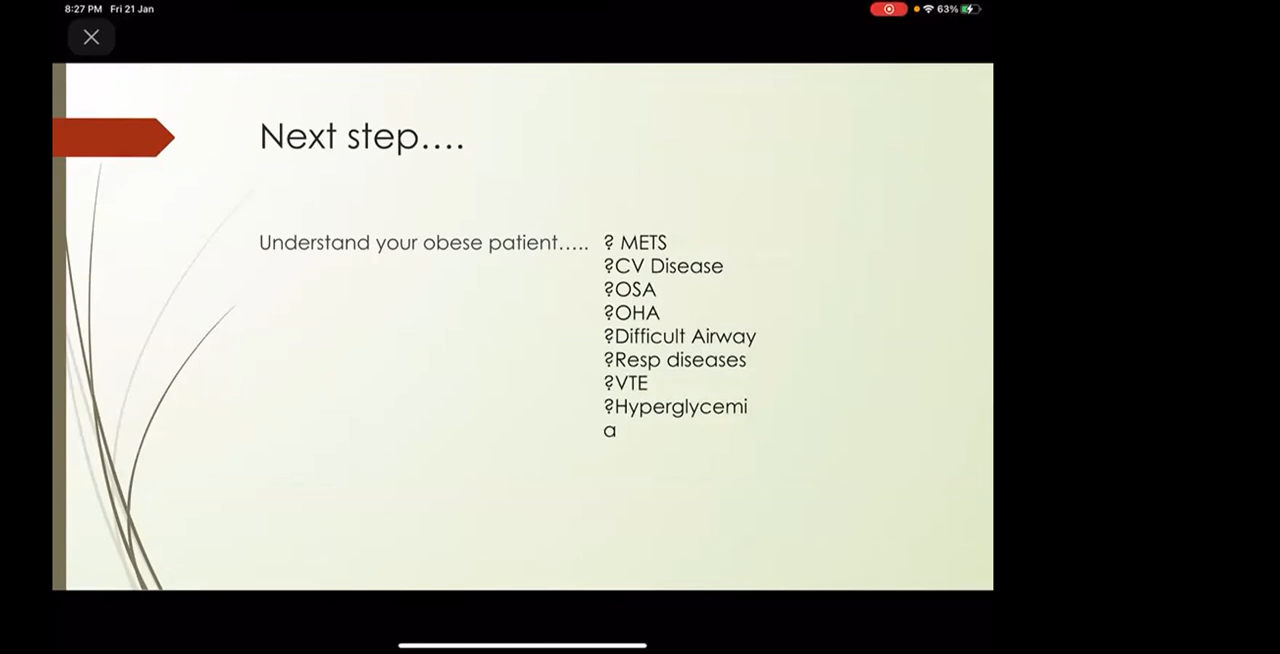 8:27 PM Fri 21 Jan
63%
Next step....
Understand your obese patient.....
? METS
?CV Disease
?OSA
?OHA
?Difficult Airway
?Resp diseases
?VTE
?Hyperglycemi
a